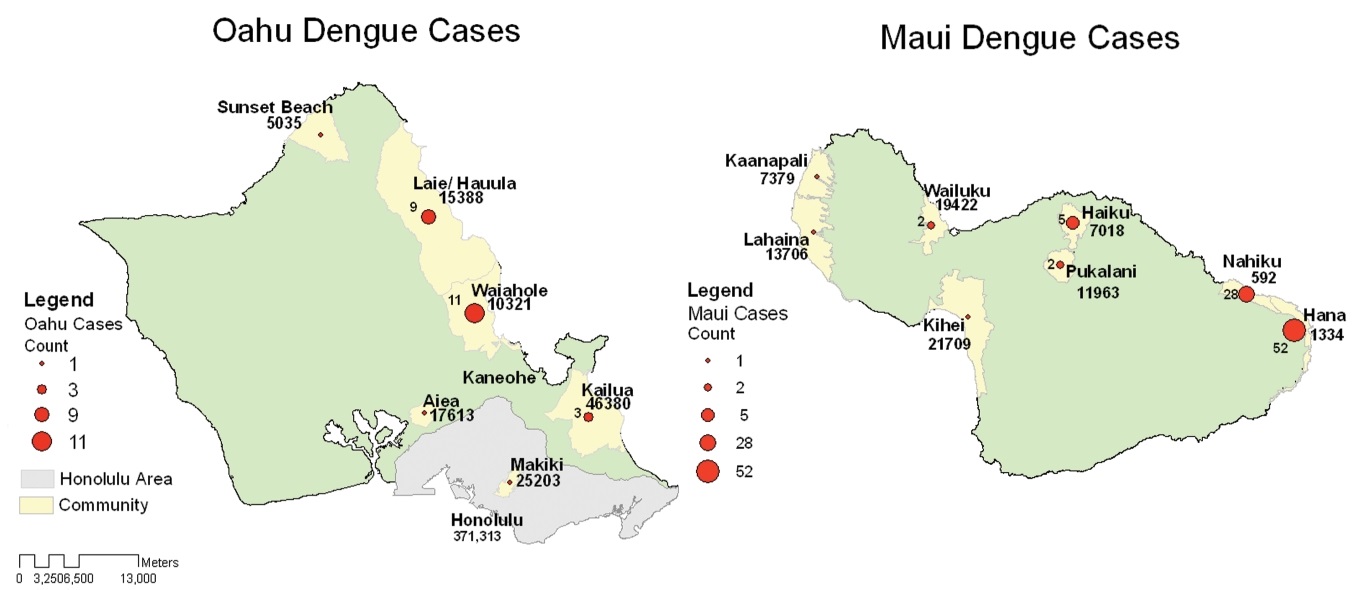 Oahu Dengue Cases
Sunset Beach
5035
Laie/ Hauula
15388
9
Waiahole
11
10321
Kaneohe
Kailua
46380
3
Aiea
17613
Makiki
25203
Honolulu
371,313
Legend
Oahu Cases
Count
1
3
9
11
Honolulu Area
Community
Meters
0 3,2506,500 13,000
Maui Dengue Cases
Kaanapali
7379
Lahaina
13706
Wailuku
19422
2
Haiku
5
7018
2
Pukalani
11963
Kihei
21709
Nahiku
592
28
Hana
1334
52
Legend
Maui Cases
Count
1
2
5
28
52